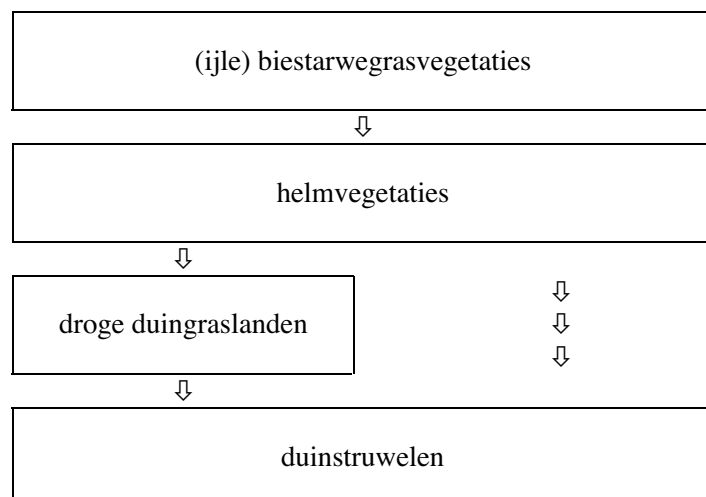 (ijle) biestarwegrasvegetaties
⇩
helmvegetaties
⇩
droge duingraslanden
⇩
⇩
⇩
⇩
duinstruwelen